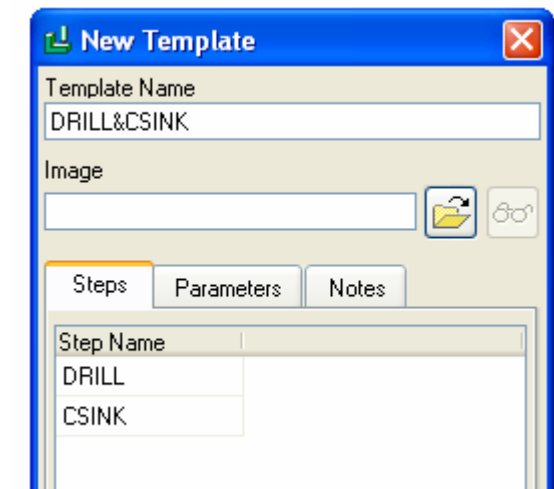 New Template
Template Name
DRILL&CSINK
Image
Steps Parameters Notes
Step Name
DRILL
CSINK